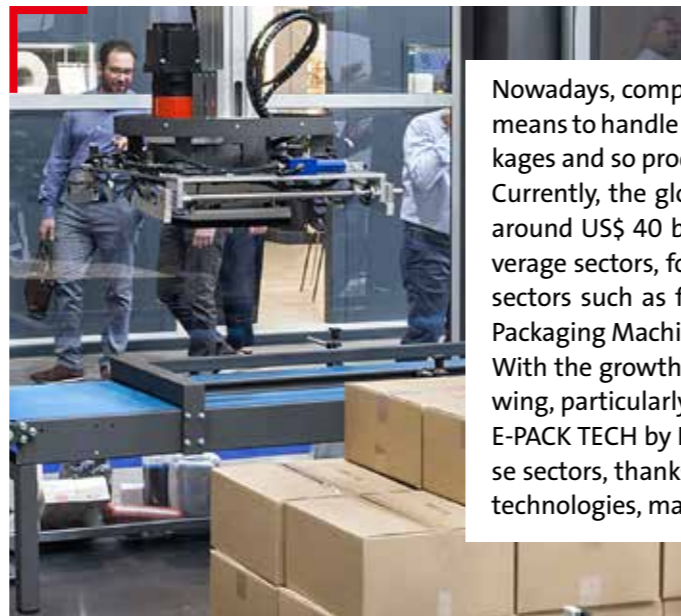 Nowadays, comp
means to handle
kages and so prod
Currently, the glo
around US$ 40 b
verage sectors, fo
sectors such as f
Packaging Machi
With the growth
wing, particularly
E-PACK TECH by
se sectors, thank
technologies, ma